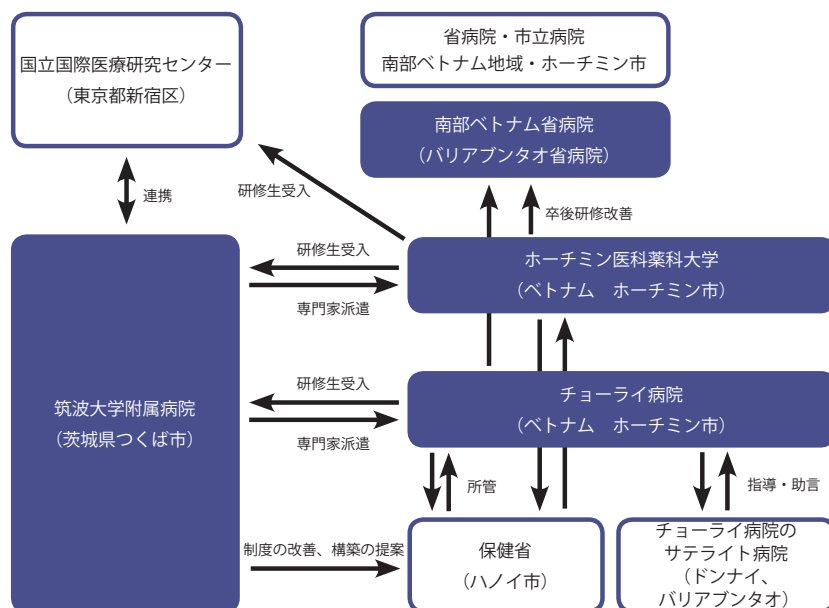 国立国際医療研究センター
（東京都新宿区）
省病院・市立病院
南部ベトナム地域・ホーチミン市
南部ベトナム省病院
（バリアブンタオ省病院）
連携
研修生受入
卒後研修改善
研修生受入
専門家派遣
ホーチミン医科薬科大学
（ベトナム　ホーチミン市）
筑波大学附属病院
（茨城県つくば市）
研修生受入
専門家派遣
チョーライ病院
（ベトナム　ホーチミン市）
所管
指導・助言
制度の改善、構築の提案
保健省
（ハノイ市）
チョーライ病院の
サテライト病院
（ドンナイ、
バリアブンタオ）